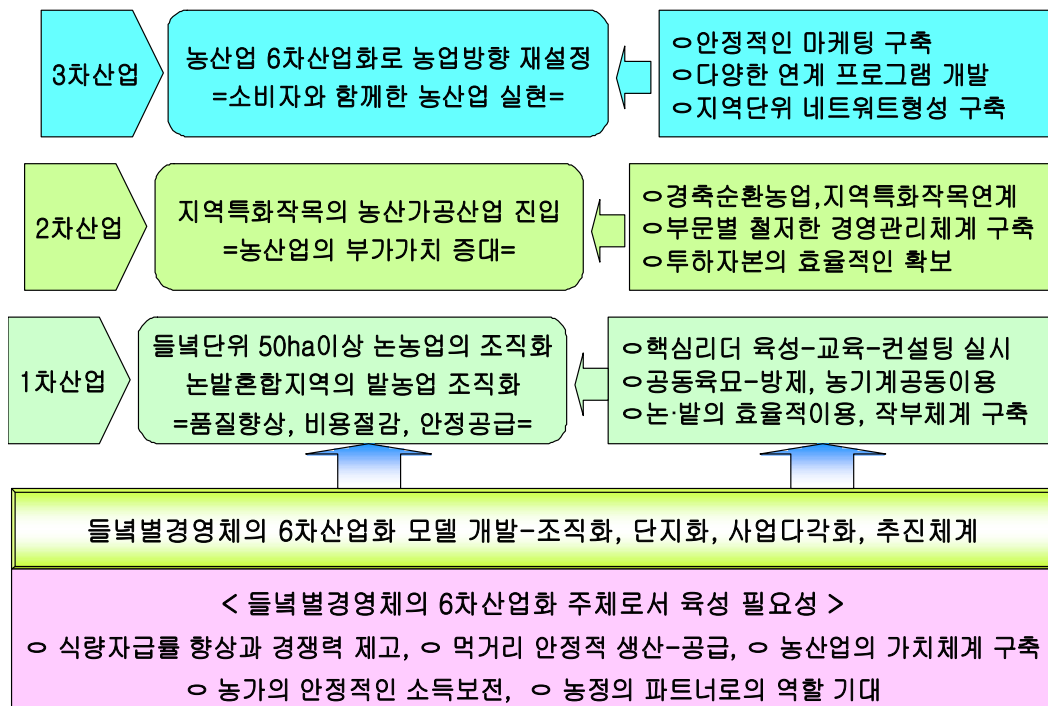 3차산업
농산업 6차산업화로 농업방향 재설정
=소비자와 함께한 농산업 실현=
ㅇ안정적인 마케팅 구축
ㅇ다양한 연계 프로그램 개발
ㅇ지역단위 네트워트형성 구축
2차산업
지역특화작목의 농산가공산업 진입
=농산업의 부가가치 증대=
ㅇ경축순환농업,지역특화작목연계
ㅇ부문별 철저한 경영관리체계 구축
ㅇ투하자본의 효율적인 확보
1차산업
들녘단위 50ha이상 논농업의 조직화
논밭혼합지역의 밭농업 조직화
=품질향상, 비용절감, 안정공급=
ㅇ핵심리더 육성-교육-컨설팅 실시
ㅇ공동육묘-방제, 농기계공동이용
ㅇ논·밭의 효율적이용, 작부체계 구축
들녘별경영체의 6차산업화 모델 개발-조직화, 단지화, 사업다각화, 추진체계
< 들녘별경영체의 6차산업화 주체로서 육성 필요성 >
ㅇ 식량자급률 향상과 경쟁력 제고, ㅇ 먹거리 안정적 생산-공급, ㅇ 농산업의 가치체계 구축
ㅇ 농가의 안정적인 소득보전, ㅇ 농정의 파트너로의 역할 기대